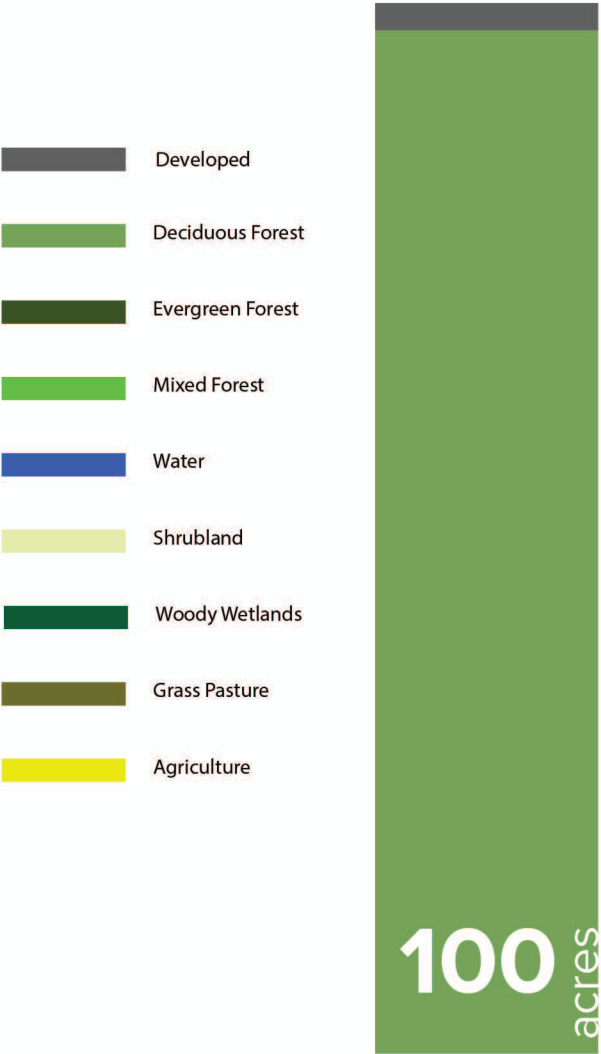 Developed
Deciduous Forest
Evergreen Forest
Mixed Forest
Water
Shrubland
Woody Wetlands
Grass Pasture
Agriculture
100
acres